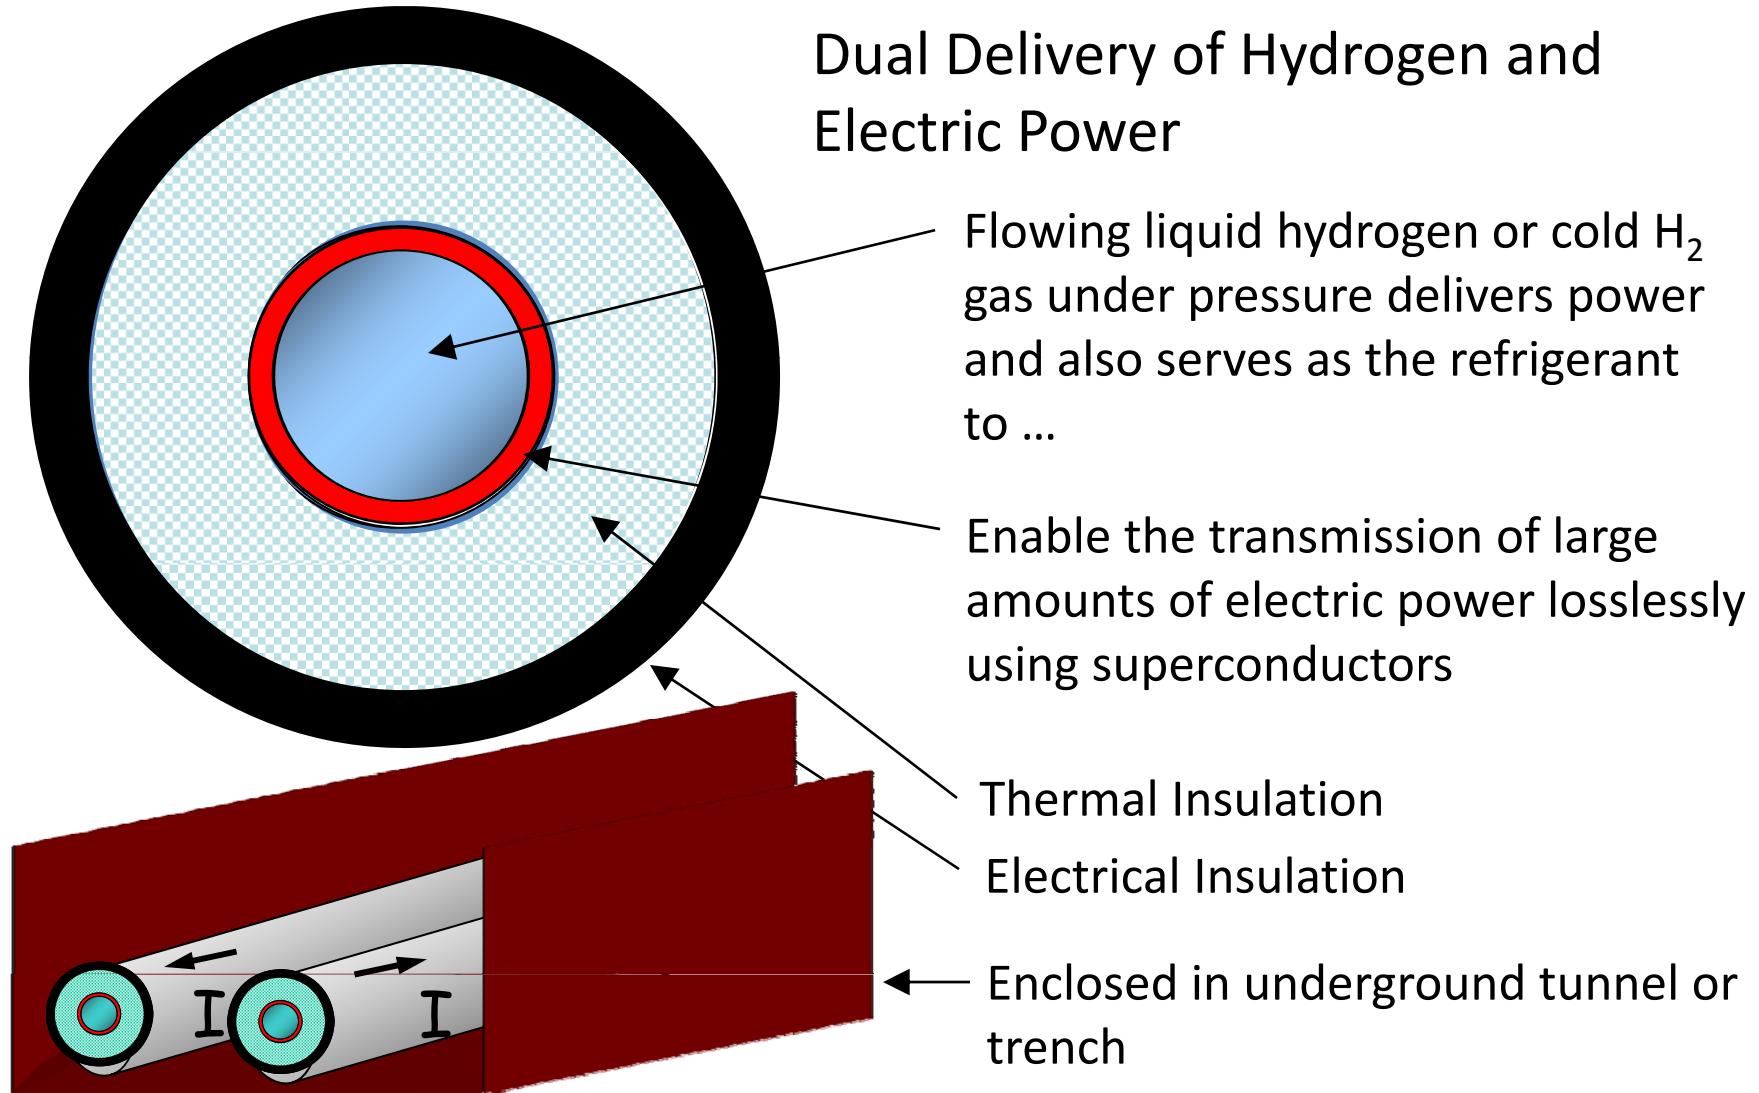 Dual Delivery of Hydrogen and
Electric Power
Flowing liquid hydrogen or cold H₂
gas under pressure delivers power
and also serves as the refrigerant
to ...
Enable the transmission of large
amounts of electric power losslessly
using superconductors
Thermal Insulation
Electrical Insulation
I I
Enclosed in underground tunnel or
trench